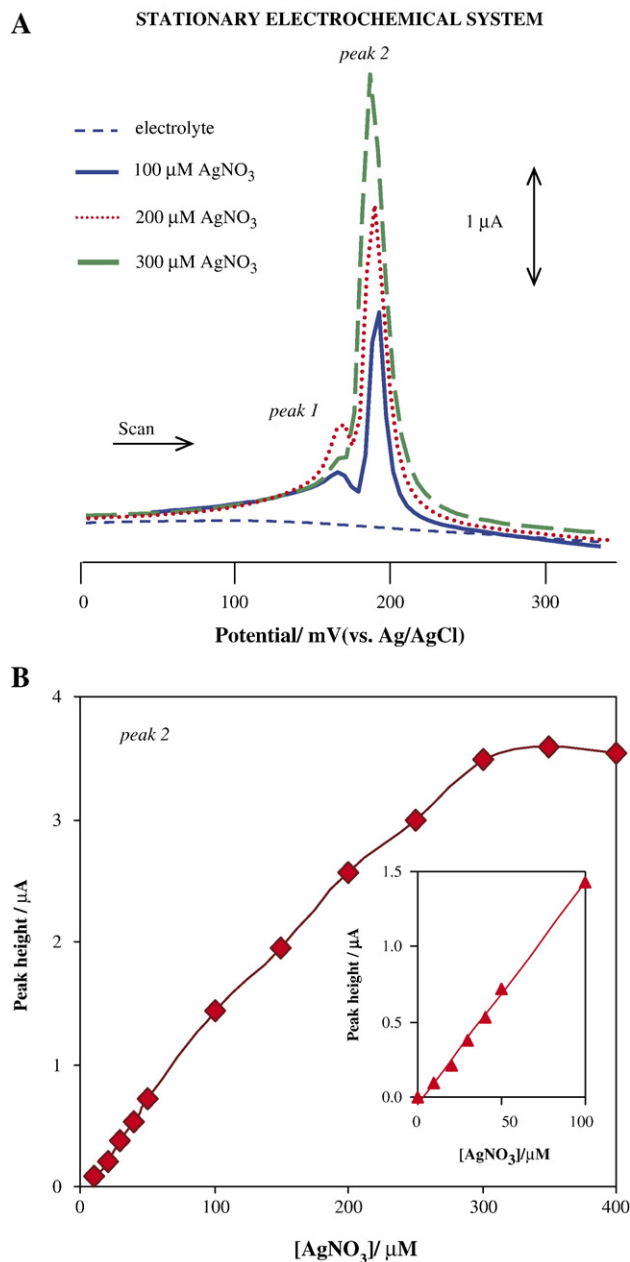 A
STATIONARY ELECTROCHEMICAL SYSTEM
peak 2
electrolyte
100 μM AgNO₃
200 μM AgNO₃
300 μM AgNO₃
1 μA
peak 1
Scan
0 100 200 300
Potential/ mV(vs. Ag/AgCl)
B
4
peak 2
3
2
1
0
Peak height / μA
1.5
1.0
0.5
0.0
Peak height / μA
0 50 100
[AgNO₃]/μM
0 100 200 300 400
[AgNO₃]/ μM